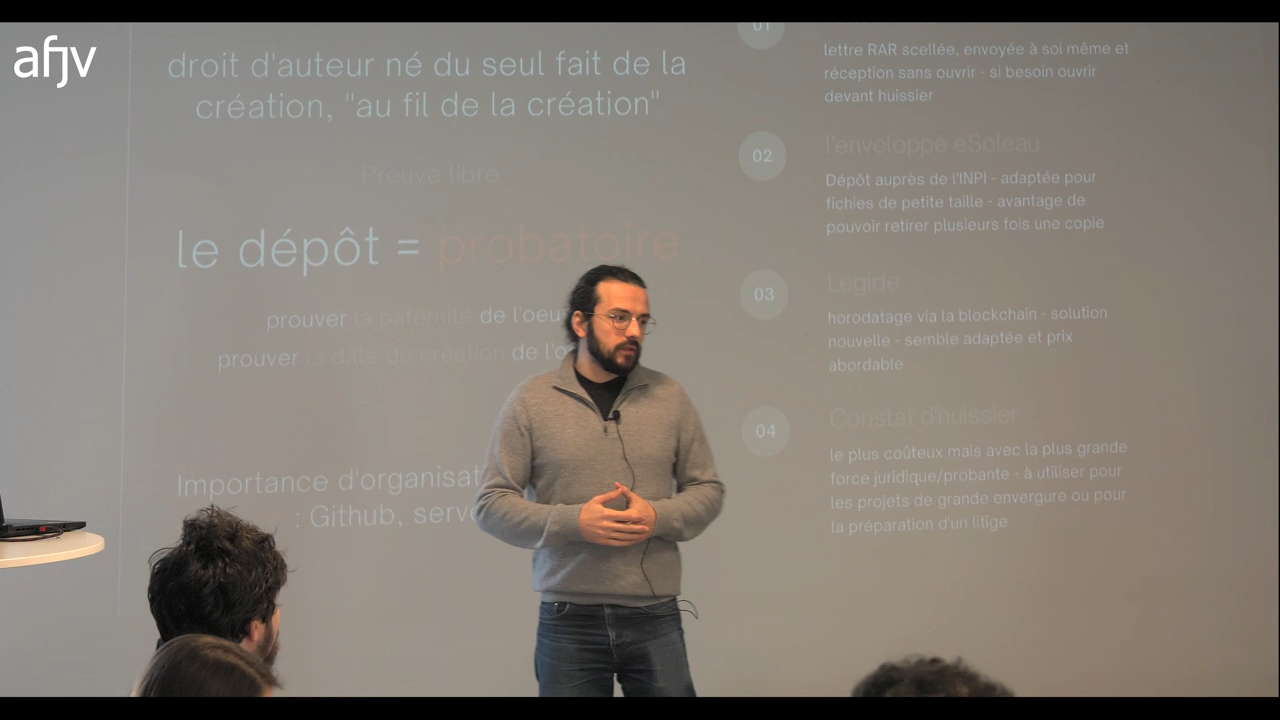 afjv
droit d'auteur né du seul fait de la
création, "au fil de la création"
Preuve libre
le dépôt = probatoire
prouver la paternité de l'oeu
prouver la date de création de l'o
Importance d'organisat
: Github, serv
01
lettre RAR scellée, envoyée à soi même et
réception sans ouvrir - si besoin ouvrir
devant huissier
02
l'enveloppe eSoleau
Dépôt auprès de l'INPI - adaptée pour
fichies de petite taille - avantage de
pouvoir retirer plusieurs fois une copie
03
Legide
horodatage via la blockchain - solution
nouvelle - semble adaptée et prix
abordable
04
Constat d'huissier
le plus coûteux mais avec la plus grande
force juridique/probante - à utiliser pour
les projets de grande envergure ou pour
la préparation d'un litige